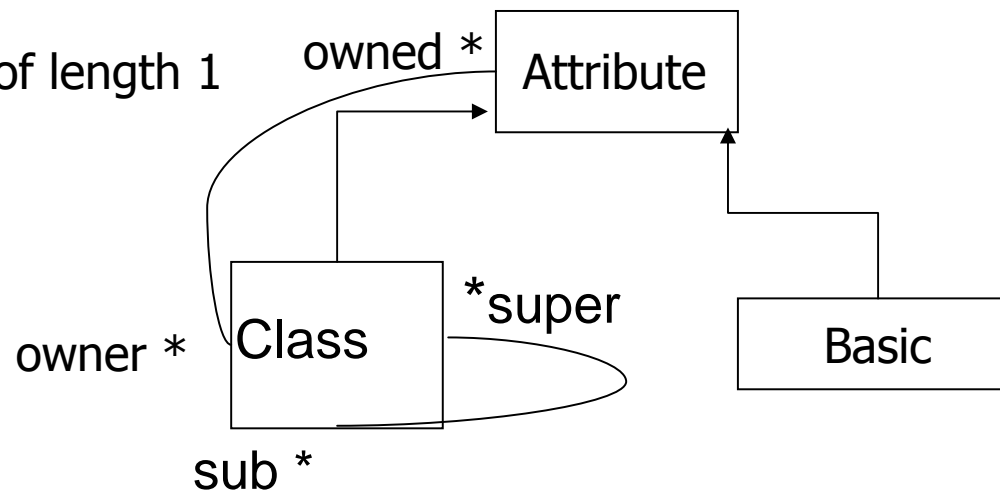 owned *
of length 1
Attribute
*super
Class
owner *
Basic
sub *